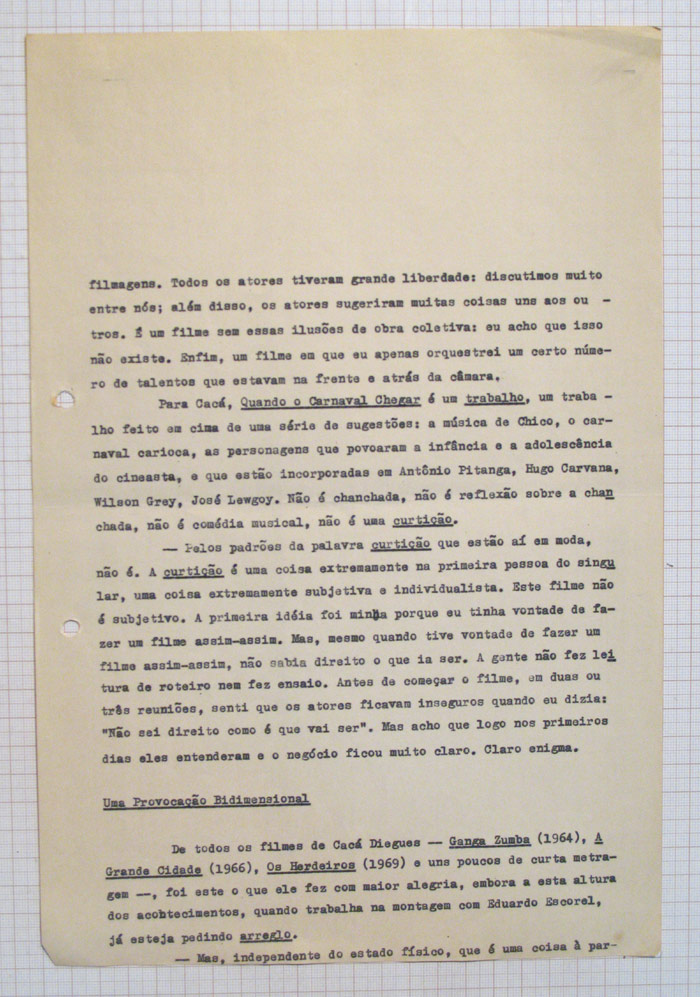 filmagens. Todos os atores tiveram grande liberdade: discutimos muito
entre nós; além disso, os atores sugeriram muitas coisas uns aos ou -
tros. É um filme sem essas ilusões de obra coletiva: eu acho que isso
não existe. Enfim, um filme em que eu apenas orquestrei um certo núme-
ro de talentos que estavam na frente e atrás da câmara.
Para Cacá, Quando o Carnaval Chegar é um trabalho, um traba -
lho feito em cima de uma série de sugestões: a música de Chico, o car-
naval carioca, as personagens que povoaram a infância e a adolescência
do cineasta, e que estão incorporadas em Antônio Pitanga, Hugo Carvana,
Wilson Grey, José Lewgoy. Não é chanchada, não é reflexão sobre a chan
chada, não é comédia musical, não é uma curtição.
— Pelos padrões da palavra curtição que estão aí em moda,
não é. A curtição é uma coisa extremamente na primeira pessoa do singu
lar, uma coisa extremamente subjetiva e individualista. Este filme não
é subjetivo. A primeira idéia foi minha porque eu tinha vontade de fa-
zer um filme assim-assim. Mas, mesmo quando tive vontade de fazer um
filme assim-assim, não sabia direito o que ia ser. A gente não fez lei
tura de roteiro nem fez ensaio. Antes de começar o filme, em duas ou
três reuniões, senti que os atores ficavam inseguros quando eu dizia:
"Não sei direito como é que vai ser". Mas acho que logo nos primeiros
dias eles entenderam e o negócio ficou muito claro. Claro enigma.
Uma Provocação Bidimensional
De todos os filmes de Cacá Diegues — Ganga Zumba (1964), A
Grande Cidade (1966), Os Herdeiros (1969) e uns poucos de curta metra-
gem —, foi este o que ele fez com maior alegria, embora a esta altura
dos acobtecimentos, quando trabalha na montagem com Eduardo Escorel,
já esteja pedindo arreglo.
— Mas, independente do estado físico, que é uma coisa à par-